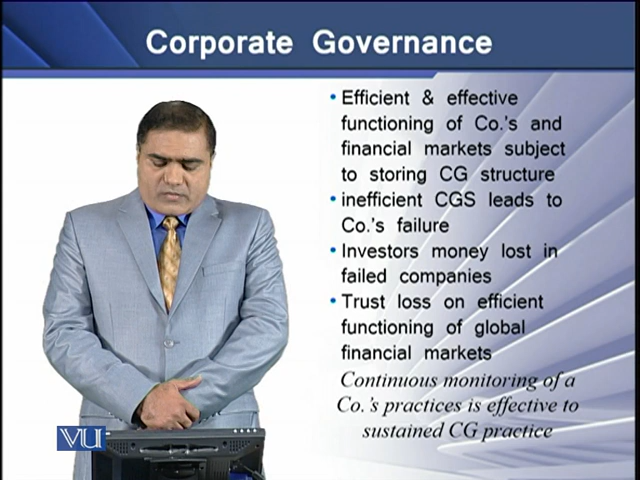 Corporate Governance
• Efficient & effective
functioning of Co.'s and
financial markets subject
to storing CG structure
• inefficient CGS leads to
Co.'s failure
• Investors money lost in
failed companies
• Trust loss on efficient
functioning of global
financial markets
Continuous monitoring of a
Co.'s practices is effective to
sustained CG practice
VU